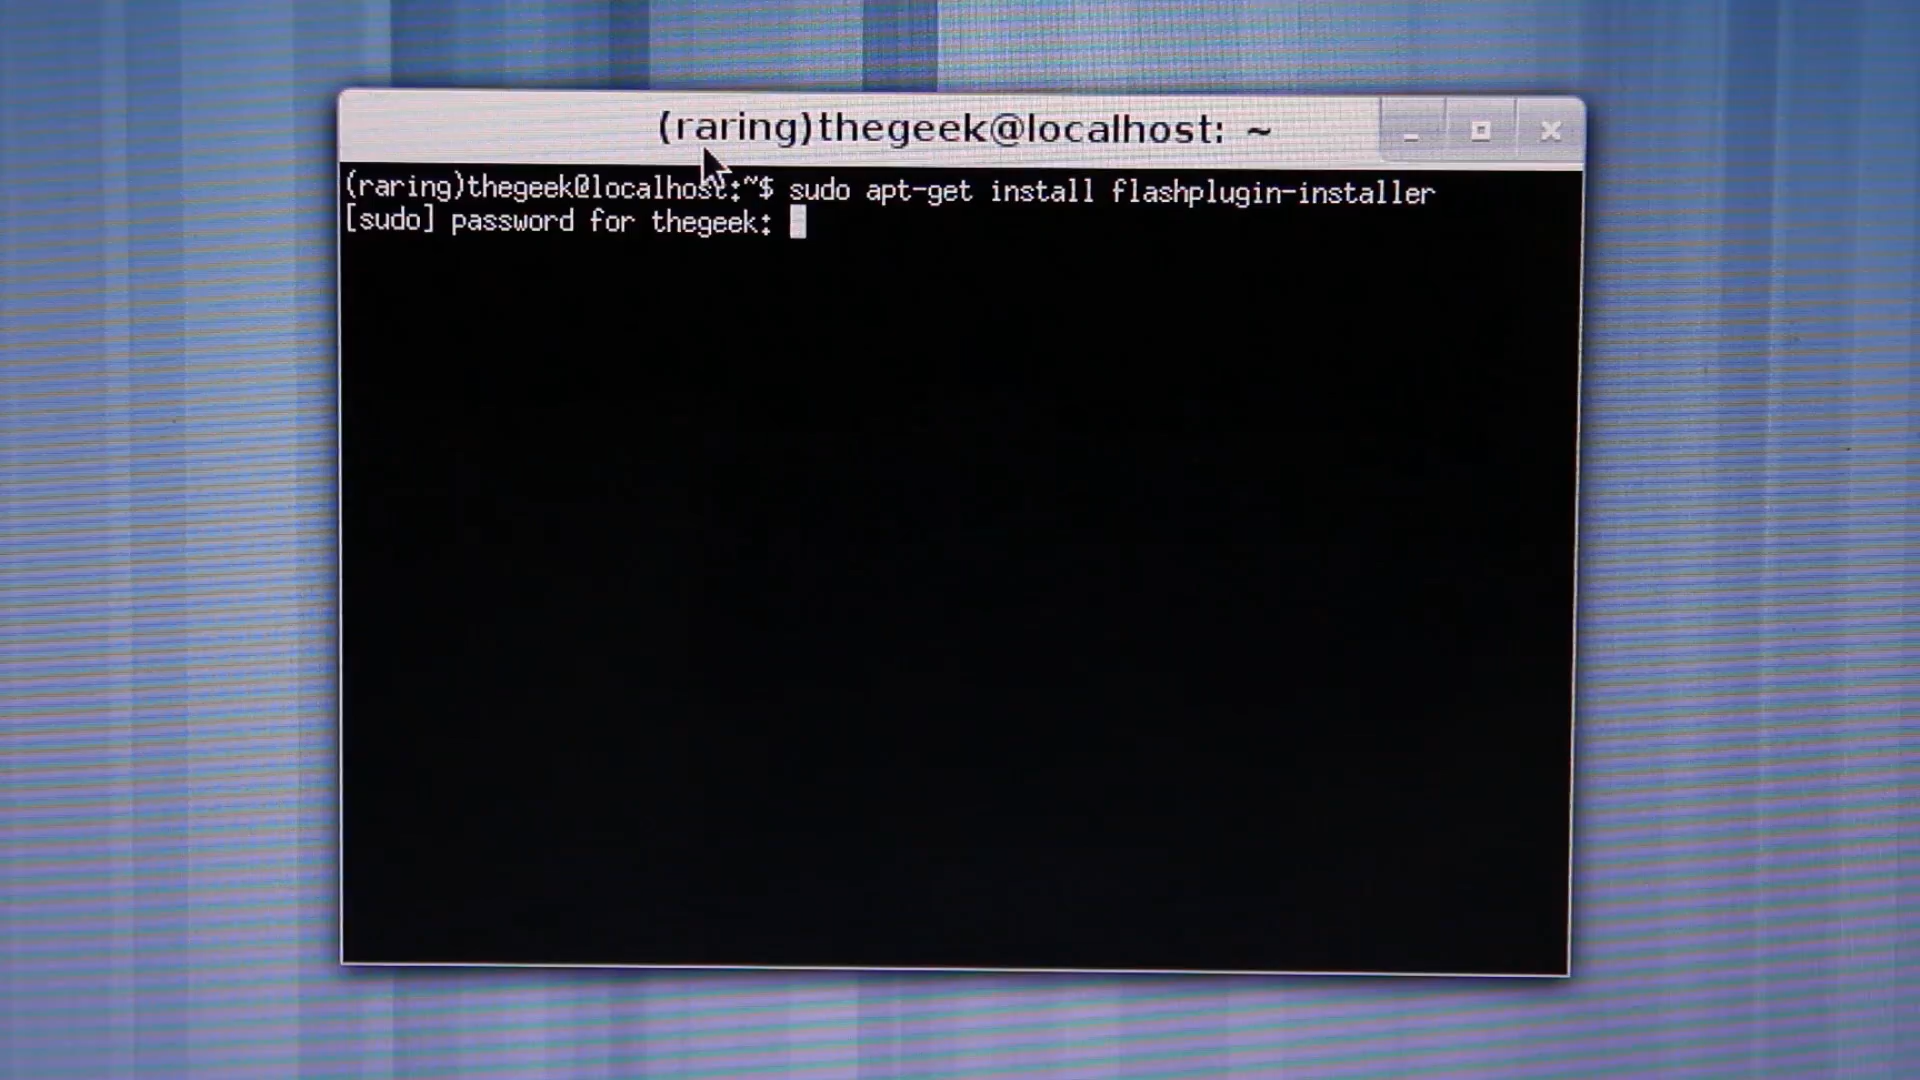 (raring)thegeek@localhost: ~
(raring)thegeek@localhost:~$ sudo apt-get install flashplugin-installer
[sudo] password for thegeek: